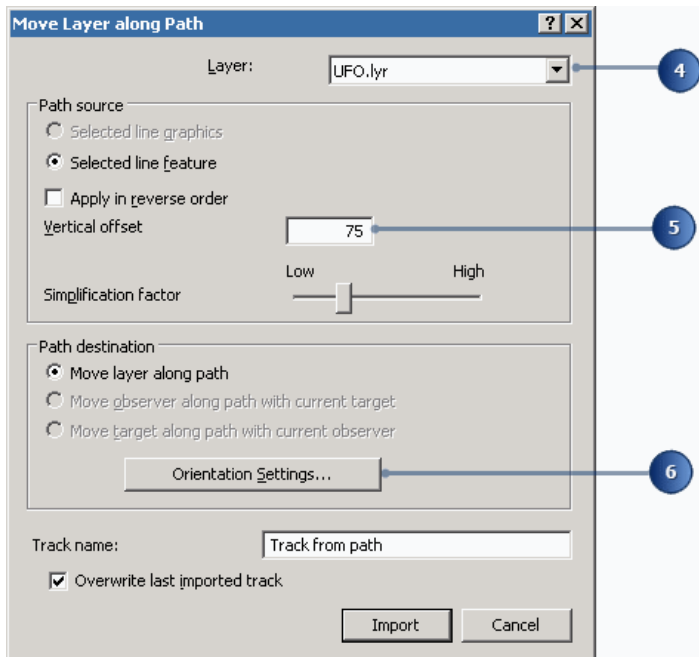 Move Layer along Path
Layer: UFO.lyr 4
Path source
Selected line graphics
Selected line feature
Apply in reverse order
Vertical offset 75 5
Low High
Simplification factor
Path destination
Move layer along path
Move observer along path with current target
Move target along path with current observer
Orientation Settings... 6
Track name: Track from path
Overwrite last imported track
Import Cancel